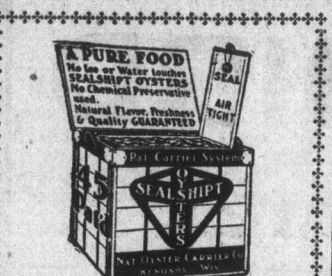 A PURE FOOD
No Ice or Water touches
SEALSHIPT OYSTERS
No Chemical Preservative
used.
Natural Flavor, Freshness
& Quality GUARANTEED
SEAL
AIR
TIGHT
Pat. Carrier System
SEALSHIPT
OYSTERS
NAT. OYSTER CARRIER CO
KENOSHA WIS.